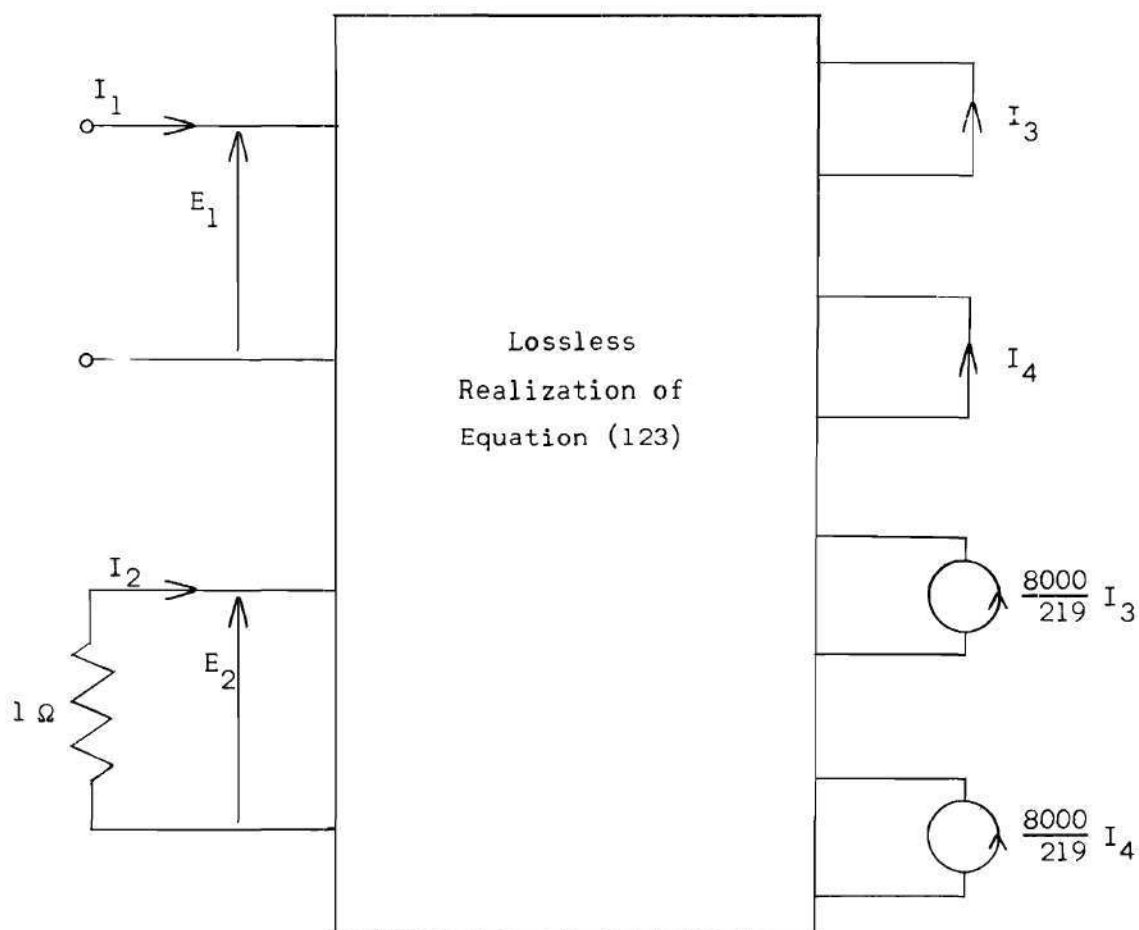 I₁
E₁
I₂
E₂
1 Ω
Lossless
Realization of
Equation (123)
I₃
I₄
8000/219 I₃
8000/219 I₄